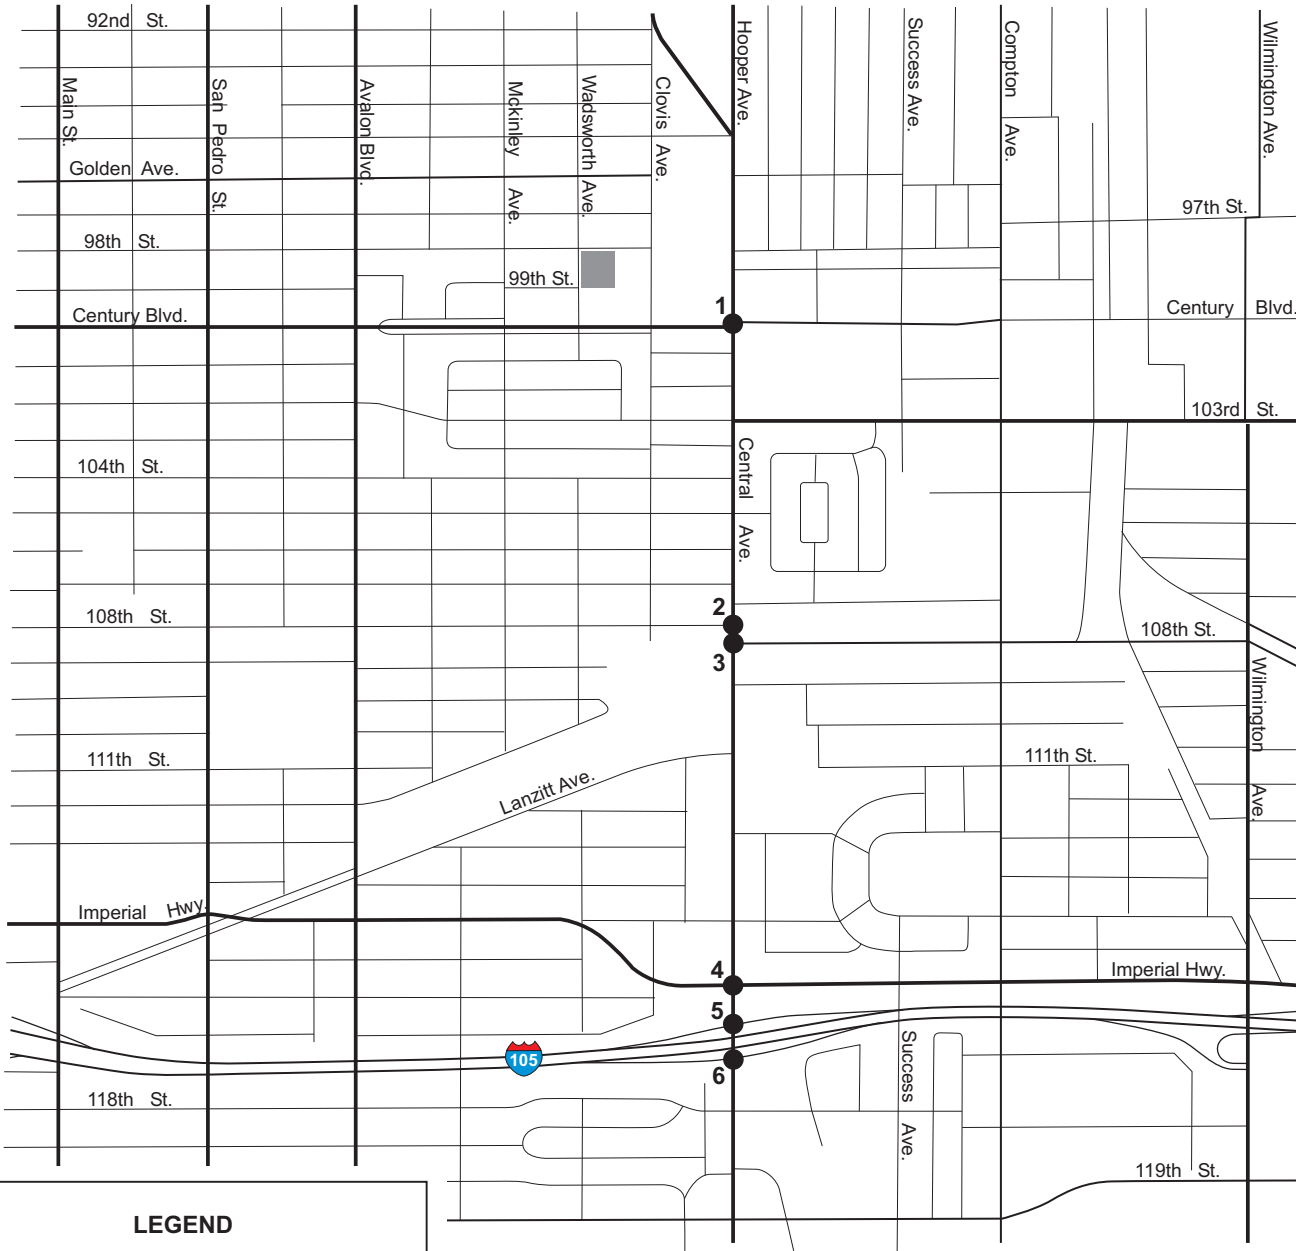 92nd St.
Main St.
San Pedro St.
Avalon Blvd.
Mckinley Ave.
Wadsworth Ave.
Clovis Ave.
Hooper Ave.
Success Ave.
Compton Ave.
Wilmington Ave.
Golden Ave.
97th St.
98th St.
99th St.
Century Blvd.
1
Century Blvd.
103rd St.
104th St.
Central Ave.
108th St.
2
3
108th St.
Wilmington Ave.
111th St.
111th St.
Lanzitt Ave.
Imperial Hwy.
4
Imperial Hwy.
5
105
6
Success Ave.
118th St.
119th St.
LEGEND